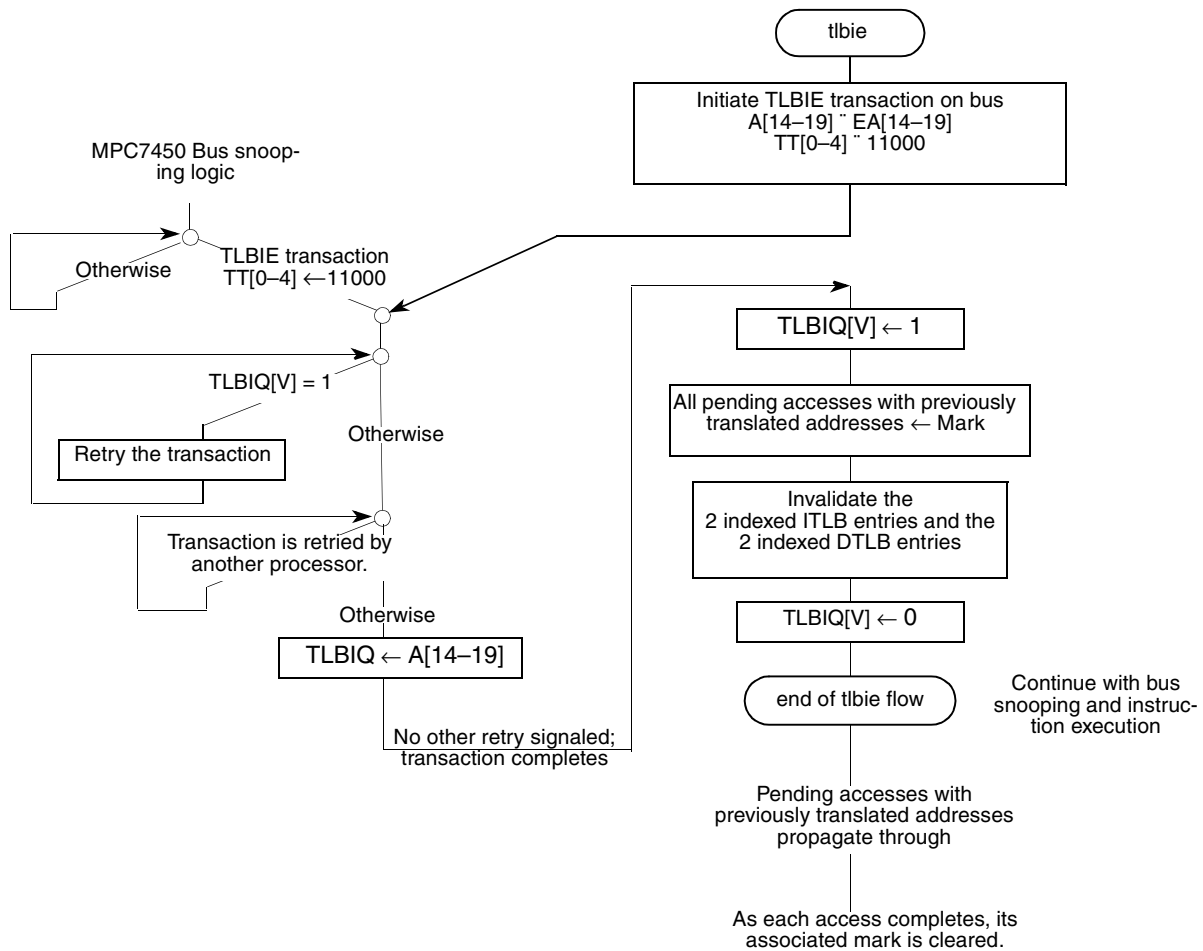 tlbie
Initiate TLBIE transaction on bus
A[14–19] ¨ EA[14–19]
TT[0–4] ¨ 11000
MPC7450 Bus snoop-
ing logic
Otherwise
TLBIE transaction
TT[0–4] ←11000
TLBIQ[V] = 1
Otherwise
Retry the transaction
Transaction is retried by
another processor.
Otherwise
TLBIQ ← A[14–19]
No other retry signaled;
transaction completes
TLBIQ[V] ← 1
All pending accesses with previously
translated addresses ← Mark
Invalidate the
2 indexed ITLB entries and the
2 indexed DTLB entries
TLBIQ[V] ← 0
end of tlbie flow
Continue with bus
snooping and instruc-
tion execution
Pending accesses with
previously translated addresses
propagate through
As each access completes, its
associated mark is cleared.